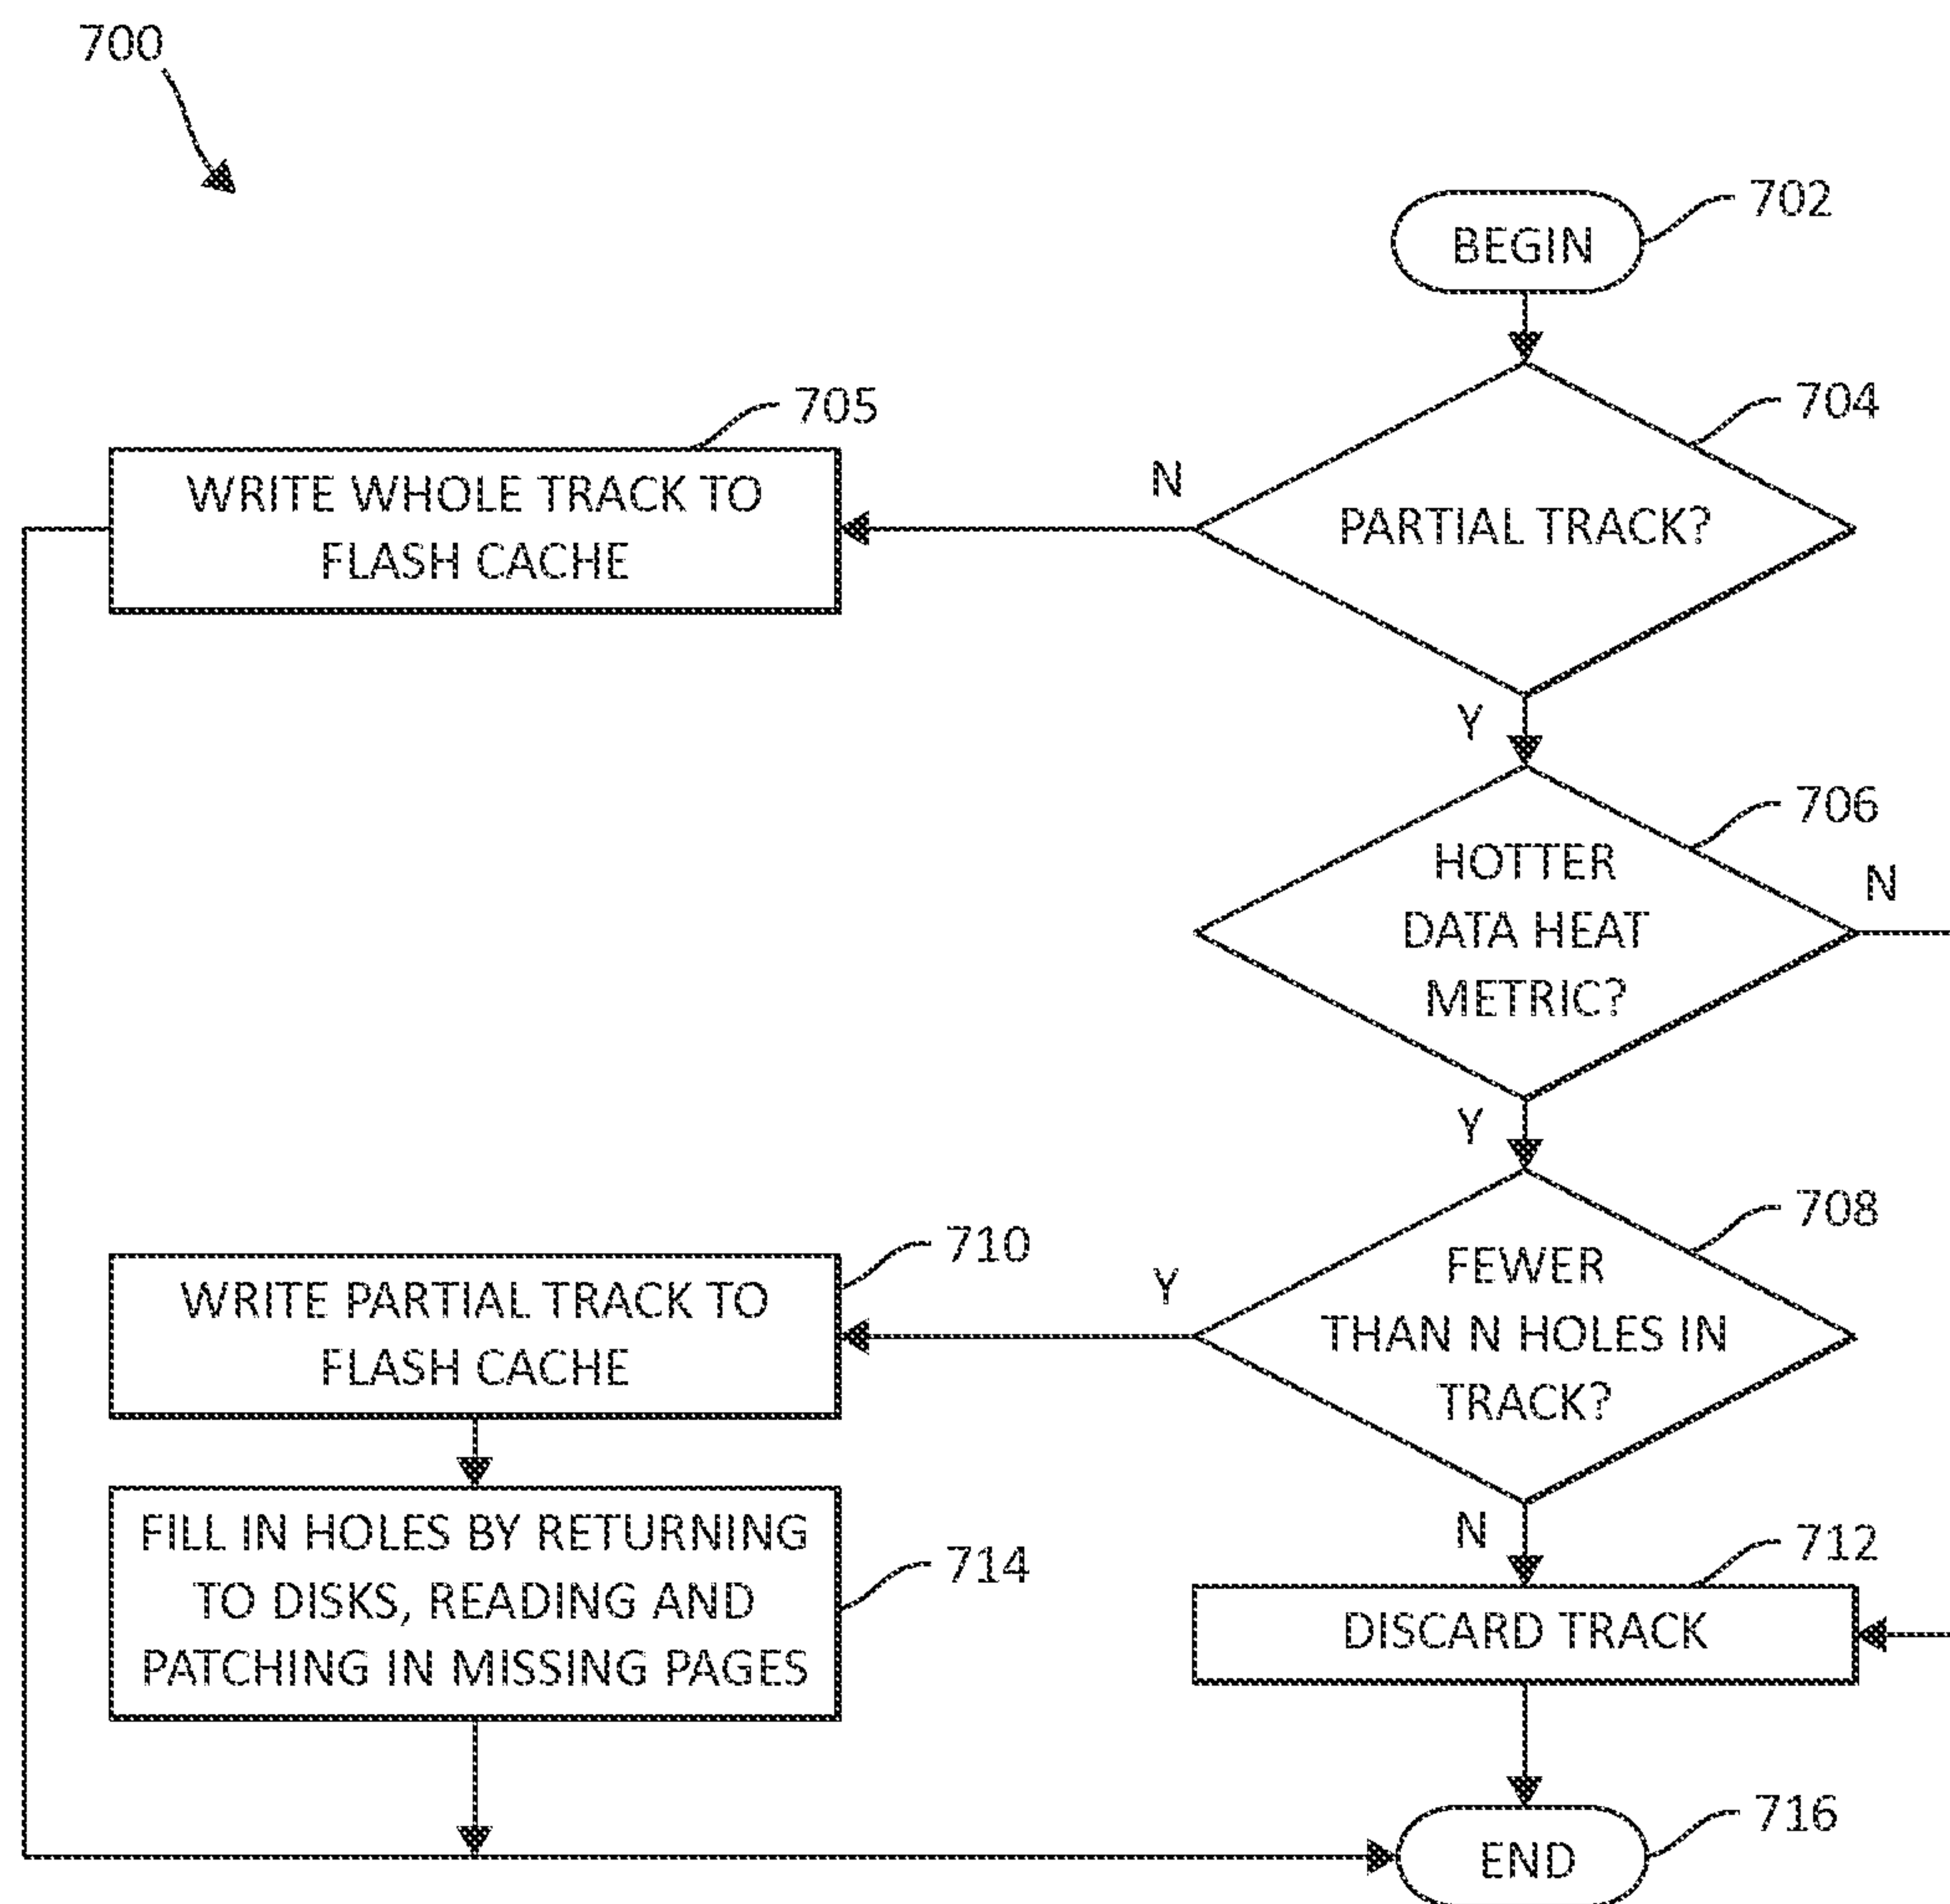 700
BEGIN
702
704
PARTIAL TRACK?
N
705
WRITE WHOLE TRACK TO
FLASH CACHE
Y
706
HOTTER
DATA HEAT
METRIC?
N
Y
708
FEWER
THAN N HOLES IN
TRACK?
Y
710
WRITE PARTIAL TRACK TO
FLASH CACHE
714
FILL IN HOLES BY RETURNING
TO DISKS, READING AND
PATCHING IN MISSING PAGES
N
712
DISCARD TRACK
716
END